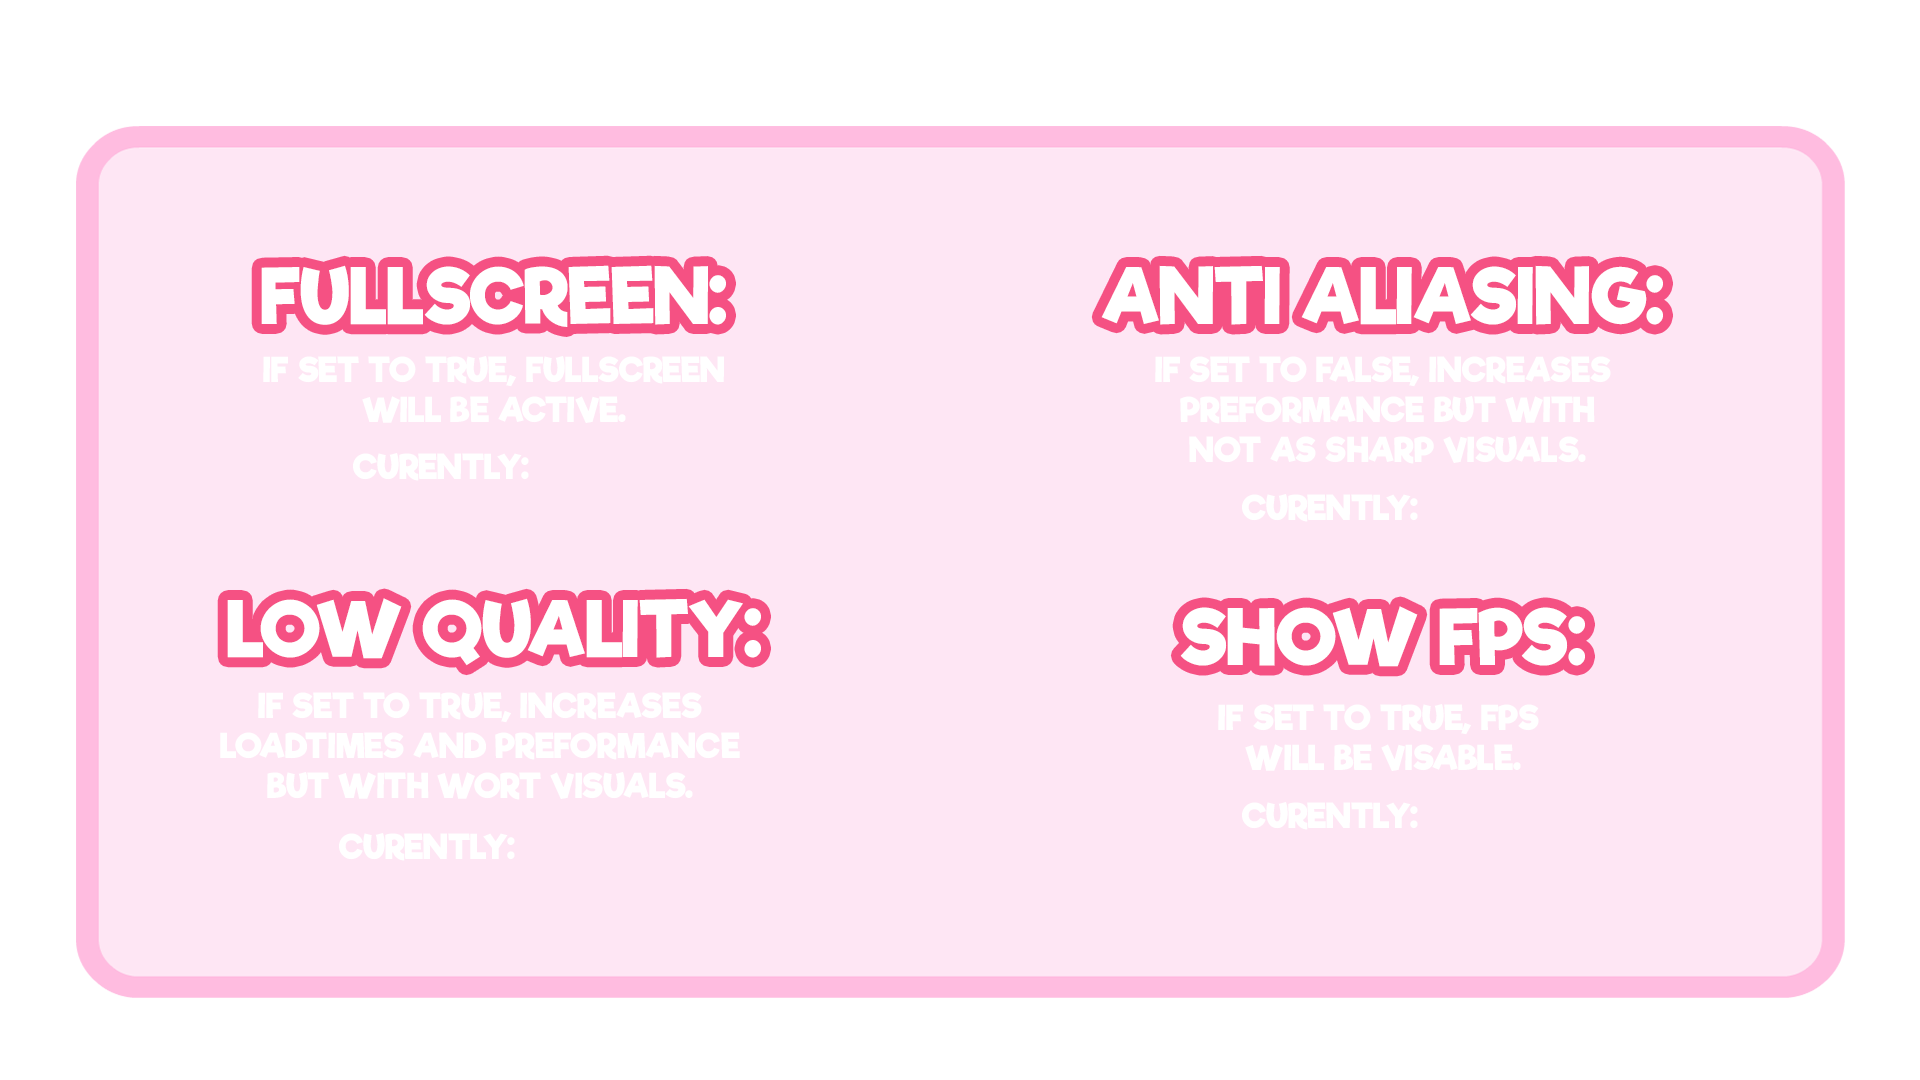 FULLSCREEN:
IF SET TO TRUE, FULLSCREEN
WILL BE ACTIVE.
CURENTLY:
ANTI ALIASING:
IF SET TO FALSE, INCREASES
PREFORMANCE BUT WITH
NOT AS SHARP VISUALS.
CURENTLY:
LOW QUALITY:
IF SET TO TRUE, INCREASES
LOADTIMES AND PREFORMANCE
BUT WITH WORT VISUALS.
CURENTLY:
SHOW FPS:
IF SET TO TRUE, FPS
WILL BE VISABLE.
CURENTLY: